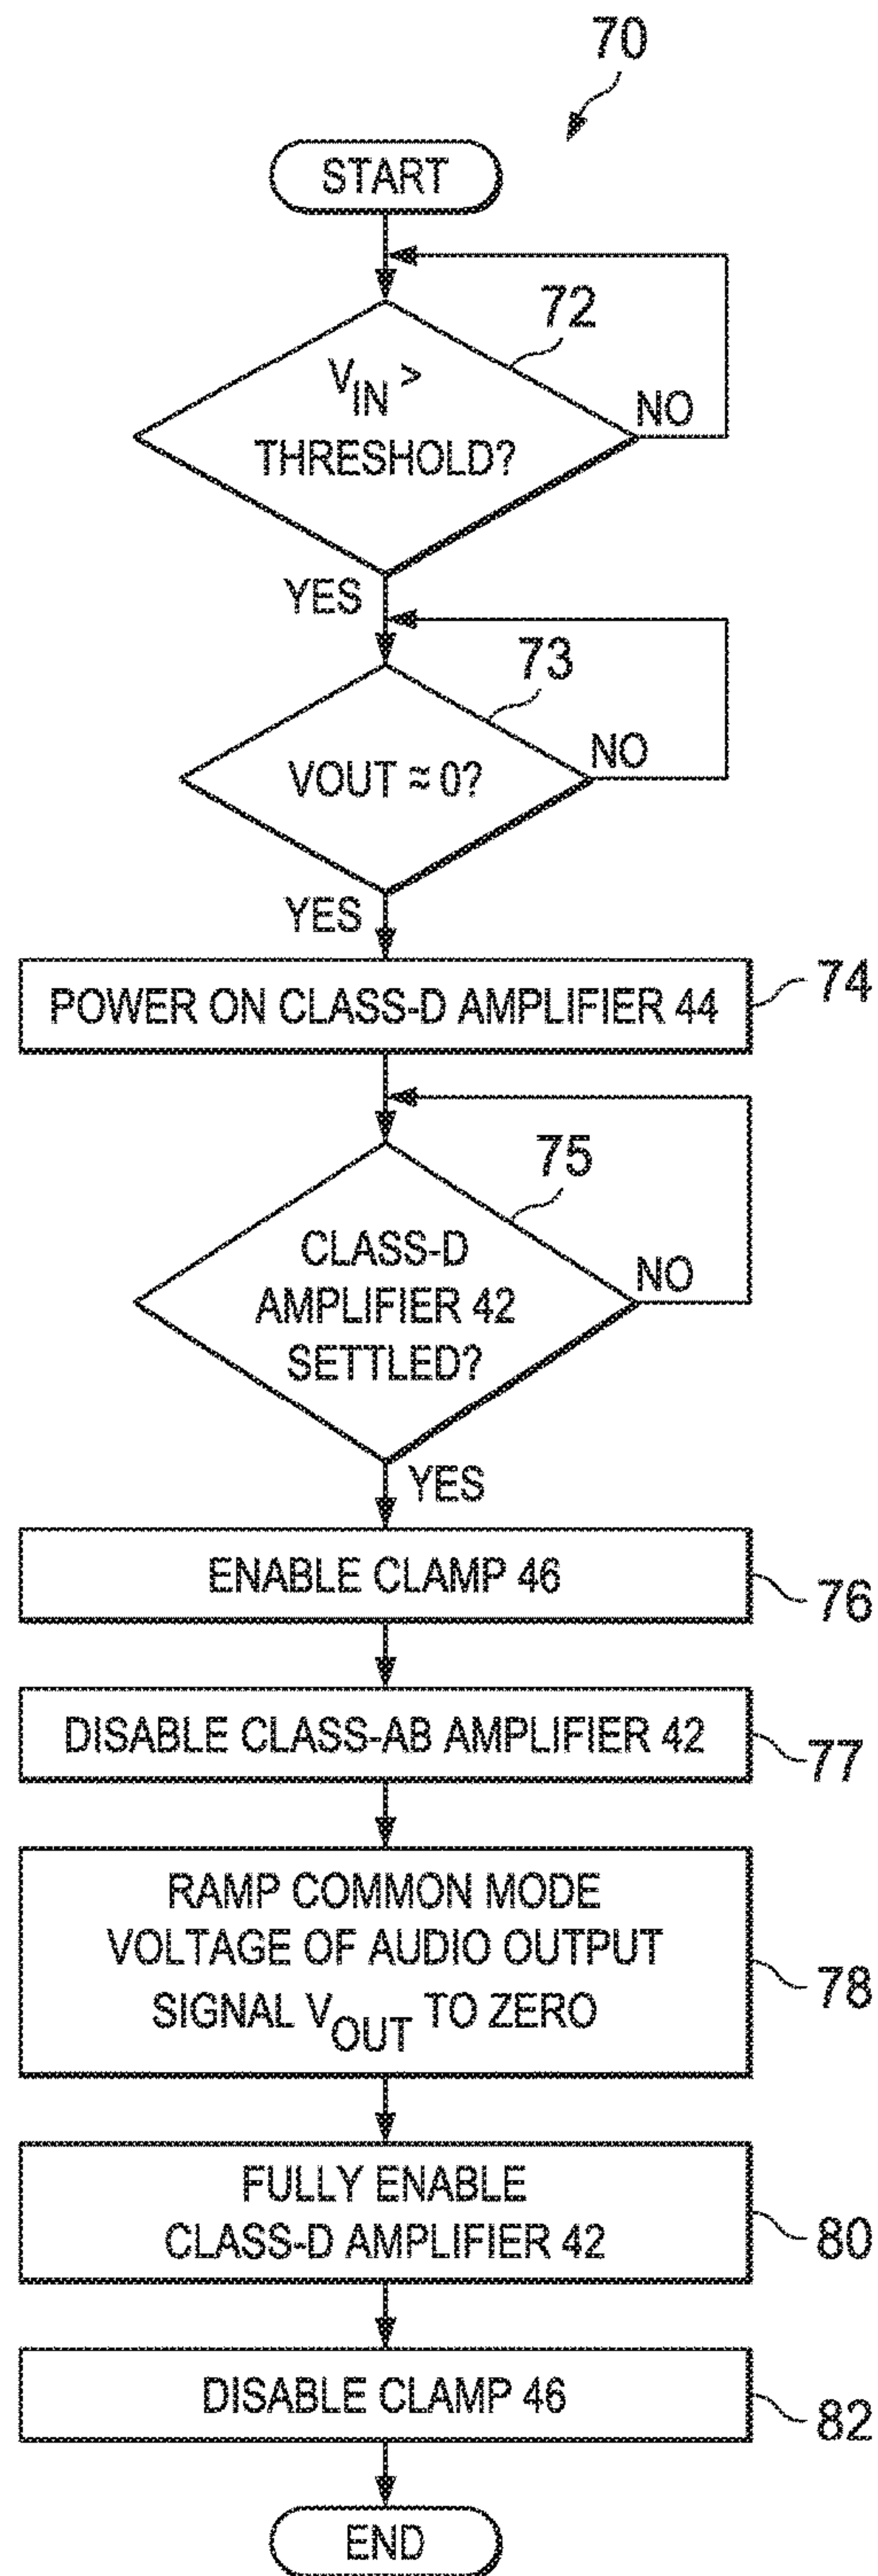 70
START
72
V_IN >
THRESHOLD?
NO
YES
73
VOUT ≈ 0?
NO
YES
POWER ON CLASS-D AMPLIFIER 44
74
75
CLASS-D
AMPLIFIER 42
SETTLED?
NO
YES
ENABLE CLAMP 46
76
DISABLE CLASS-AB AMPLIFIER 42
77
RAMP COMMON MODE
VOLTAGE OF AUDIO OUTPUT
SIGNAL V_OUT TO ZERO
78
FULLY ENABLE
CLASS-D AMPLIFIER 42
80
DISABLE CLAMP 46
82
END